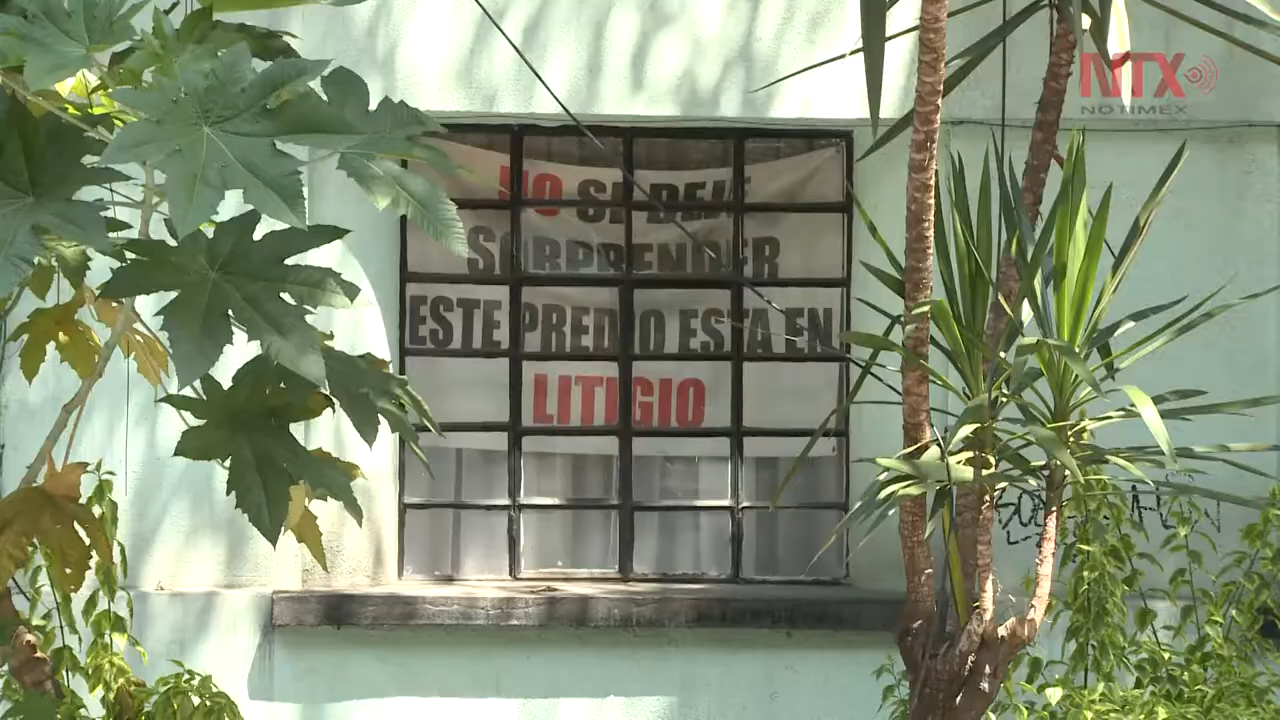 NO SE DEJE
SORPRENDER
ESTE PREDIO ESTA EN
LITIGIO
NTX
NOTIMEX